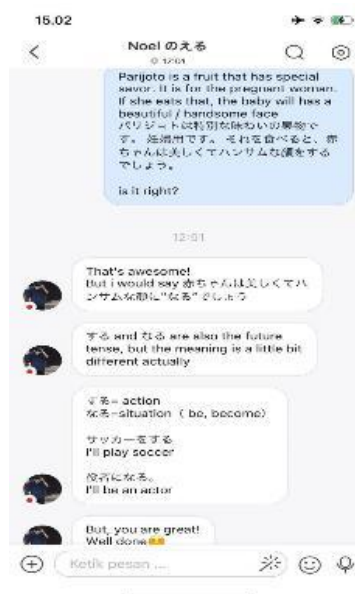 15.02
Noel のえる
12:01
Parijoto is a fruit that has special
savor. It is for the pregnant woman.
If she eats that, the baby will has a
beautiful / handsome face
パリジョートは特別な味わいの果物で
す。 妊婦用です。 それを食べると、赤
ちゃんは美しくてハンサムな顔をする
でしょう。
is it right?
12:01
That's awesome!
But i would say 赤ちゃんは美しくてハ
ンサムな顔に"なる"でしょう
する and なる are also the future
tense, but the meaning is a little bit
different actually
する= action
なる=situation ( be, become)
サッカーをする
I'll play soccer
役者になる。
I'll be an actor
But, you are great!
Well done
Ketik pesan ...